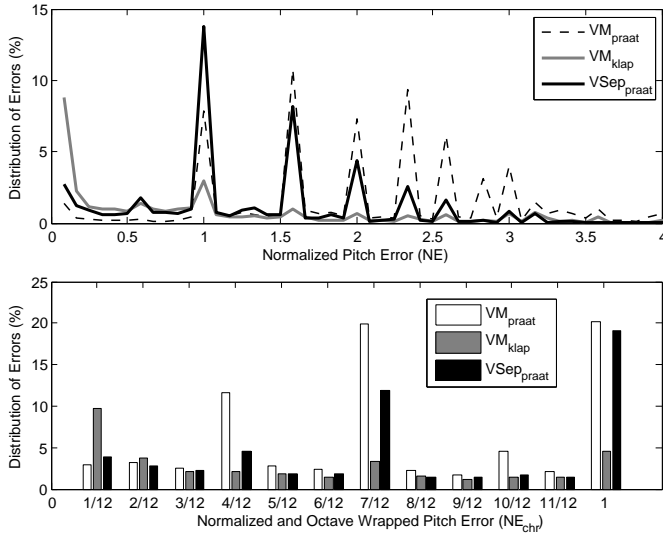 15
10
5
0
Distribution of Errors (%)
VM_praat
VM_klap
VSep_praat
0 0.5 1 1.5 2 2.5 3 3.5 4
Normalized Pitch Error (NE)
25
20
15
10
5
0
Distribution of Errors (%)
VM_praat
VM_klap
VSep_praat
0 1/12 2/12 3/12 4/12 5/12 6/12 7/12 8/12 9/12 10/12 11/12 1
Normalized and Octave Wrapped Pitch Error (NE_chr)